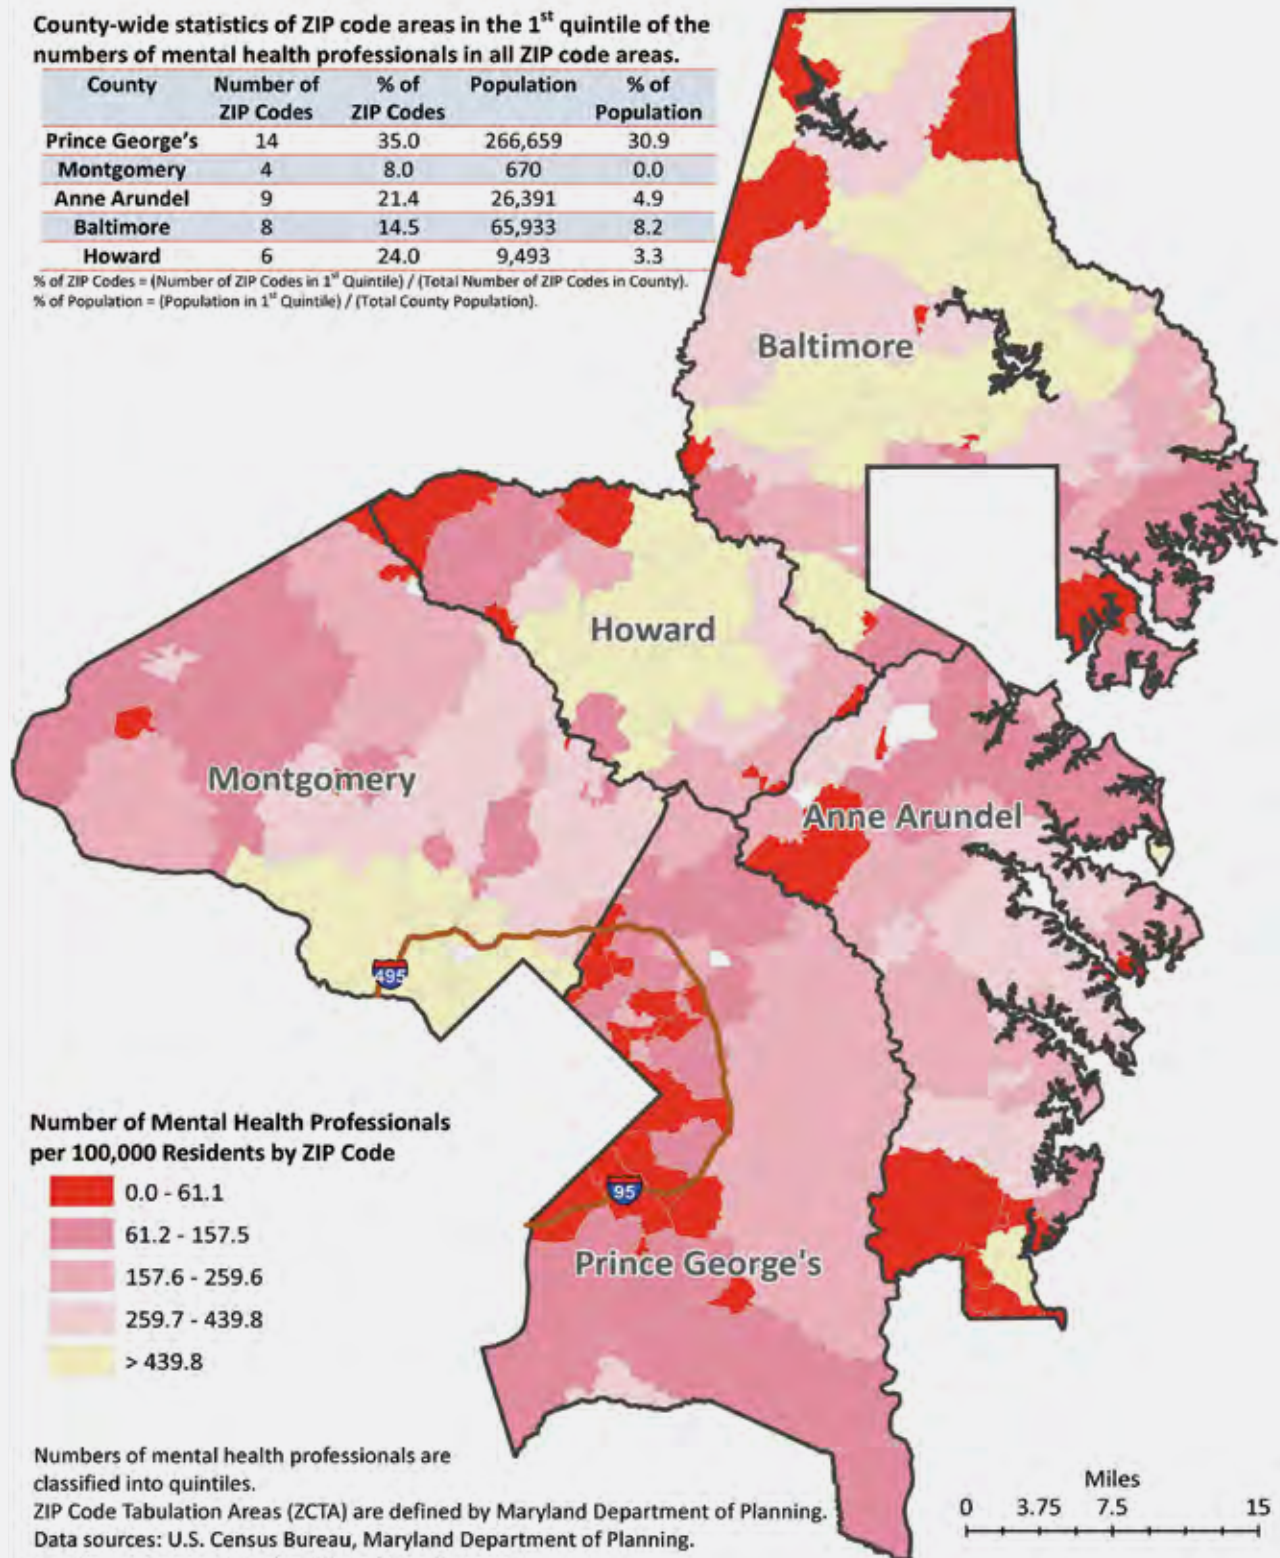 County-wide statistics of ZIP code areas in the 1st quintile of the
numbers of mental health professionals in all ZIP code areas.
County Number of ZIP Codes % of ZIP Codes Population % of Population
Prince George's 14 35.0 266,659 30.9
Montgomery 4 8.0 670 0.0
Anne Arundel 9 21.4 26,391 4.9
Baltimore 8 14.5 65,933 8.2
Howard 6 24.0 9,493 3.3
% of ZIP Codes = (Number of ZIP Codes in 1st Quintile) / (Total Number of ZIP Codes in County).
% of Population = (Population in 1st Quintile) / (Total County Population).
Baltimore
Howard
Montgomery
Anne Arundel
495
95
Prince George's
Number of Mental Health Professionals
per 100,000 Residents by ZIP Code
0.0 - 61.1
61.2 - 157.5
157.6 - 259.6
259.7 - 439.8
> 439.8
Numbers of mental health professionals are
classified into quintiles.
ZIP Code Tabulation Areas (ZCTA) are defined by Maryland Department of Planning.
Data sources: U.S. Census Bureau, Maryland Department of Planning.
Miles
0 3.75 7.5 15